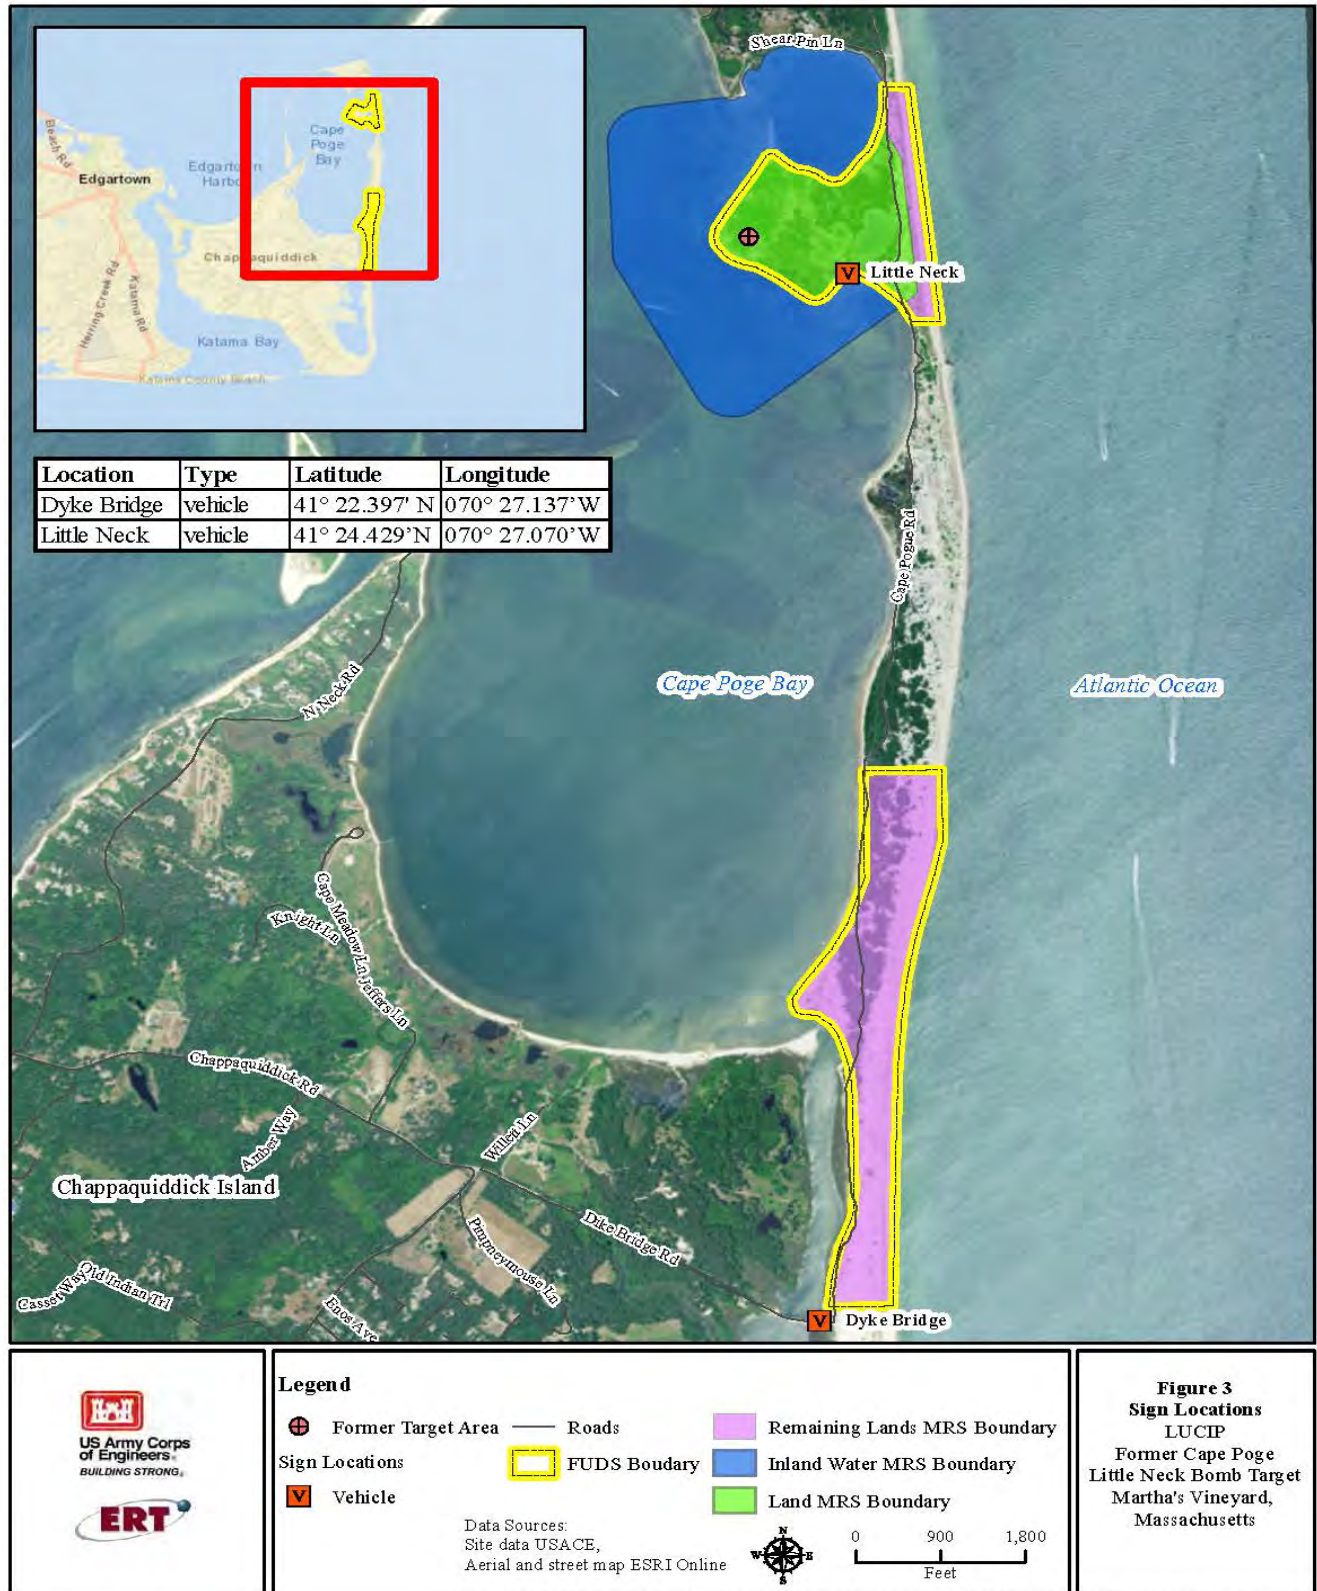 Shear Pin Ln
Beach Rd
Edgartown
Edgartown
Harbo
Cape
Poge
Bay
Chappaquiddick
Herring Creek Rd
Katama Rd
Katama Bay
Katama County Beach
Little Neck
Location Type Latitude Longitude
Dyke Bridge vehicle 41° 22.397' N 070° 27.137’W
Little Neck vehicle 41° 24.429’N 070° 27.070’W
Cape Pogue Rd
N Neck Rd
Cape Poge Bay
Atlantic Ocean
Cape Meadow Ln
Knight Ln
Jeffers Ln
Chappaquiddick Rd
Amber Way
Willett Ln
Chappaquiddick Island
Dike Bridge Rd
Pimpneymouse Ln
Casset Way
Old Indian Trl
Enos Ave
V
V
Dyke Bridge
US Army Corps
of Engineers®
BUILDING STRONG®
ERT
Legend
Former Target Area
Sign Locations
V Vehicle
Roads
FUDS Boudary
Remaining Lands MRS Boundary
Inland Water MRS Boundary
Land MRS Boundary
Data Sources:
Site data USACE,
Aerial and street map ESRI Online
N
W E
S
0 900 1,800
Feet
Figure 3
Sign Locations
LUCIP
Former Cape Poge
Little Neck Bomb Target
Martha's Vineyard,
Massachusetts